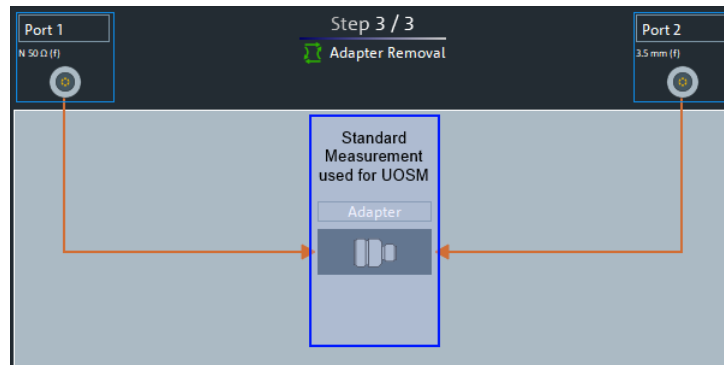 Port 1
N 50 Ω (f)
Step 3 / 3
Adapter Removal
Port 2
3.5 mm (f)
Standard
Measurement
used for UOSM
Adapter